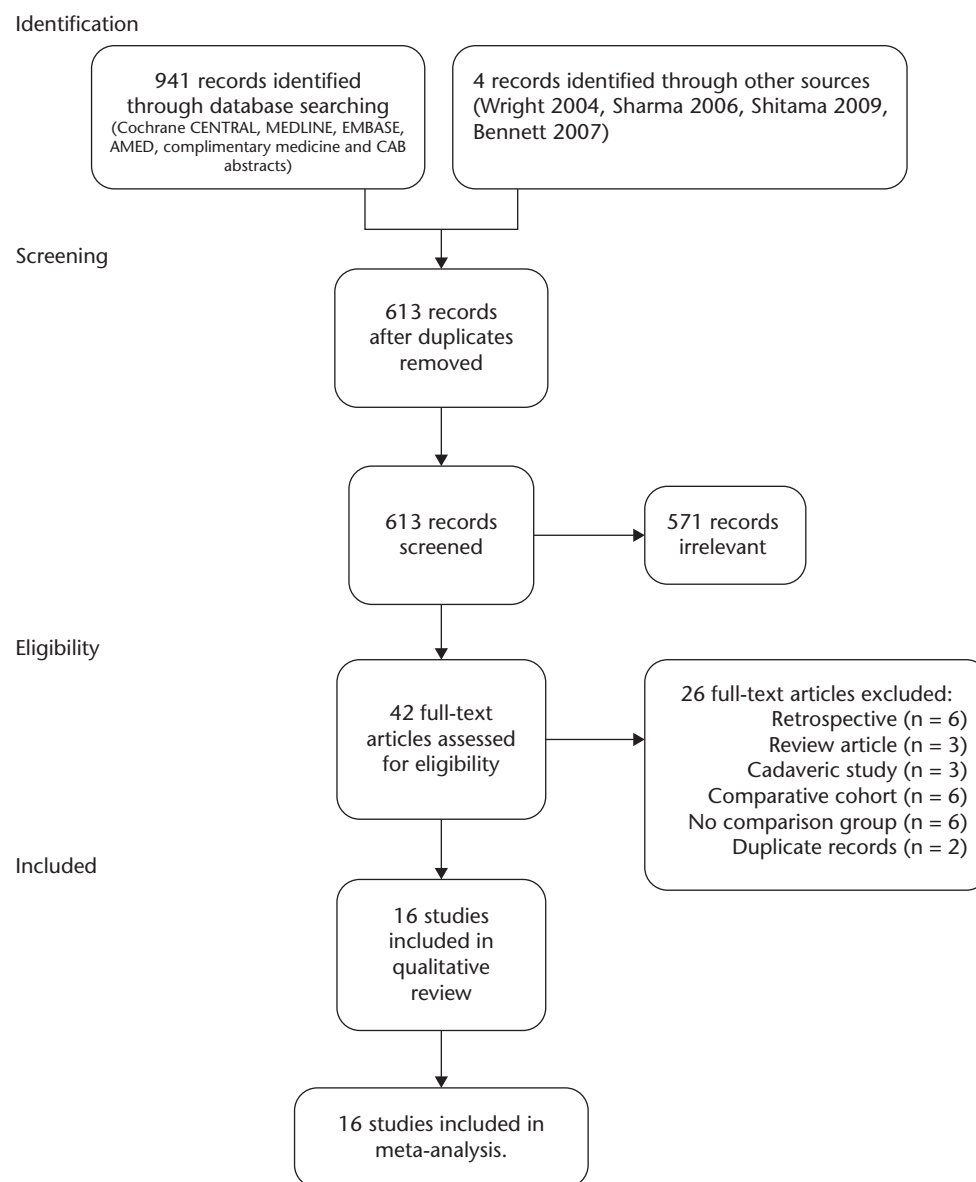 Identification
941 records identified
through database searching
(Cochrane CENTRAL, MEDLINE, EMBASE,
AMED, complimentary medicine and CAB
abstracts)
4 records identified through other sources
(Wright 2004, Sharma 2006, Shitama 2009,
Bennett 2007)
Screening
613 records
after duplicates
removed
613 records
screened
571 records
irrelevant
Eligibility
42 full-text
articles assessed
for eligibility
26 full-text articles excluded:
Retrospective (n = 6)
Review article (n = 3)
Cadaveric study (n = 3)
Comparative cohort (n = 6)
No comparison group (n = 6)
Duplicate records (n = 2)
Included
16 studies
included in
qualitative
review
16 studies included in
meta-analysis.